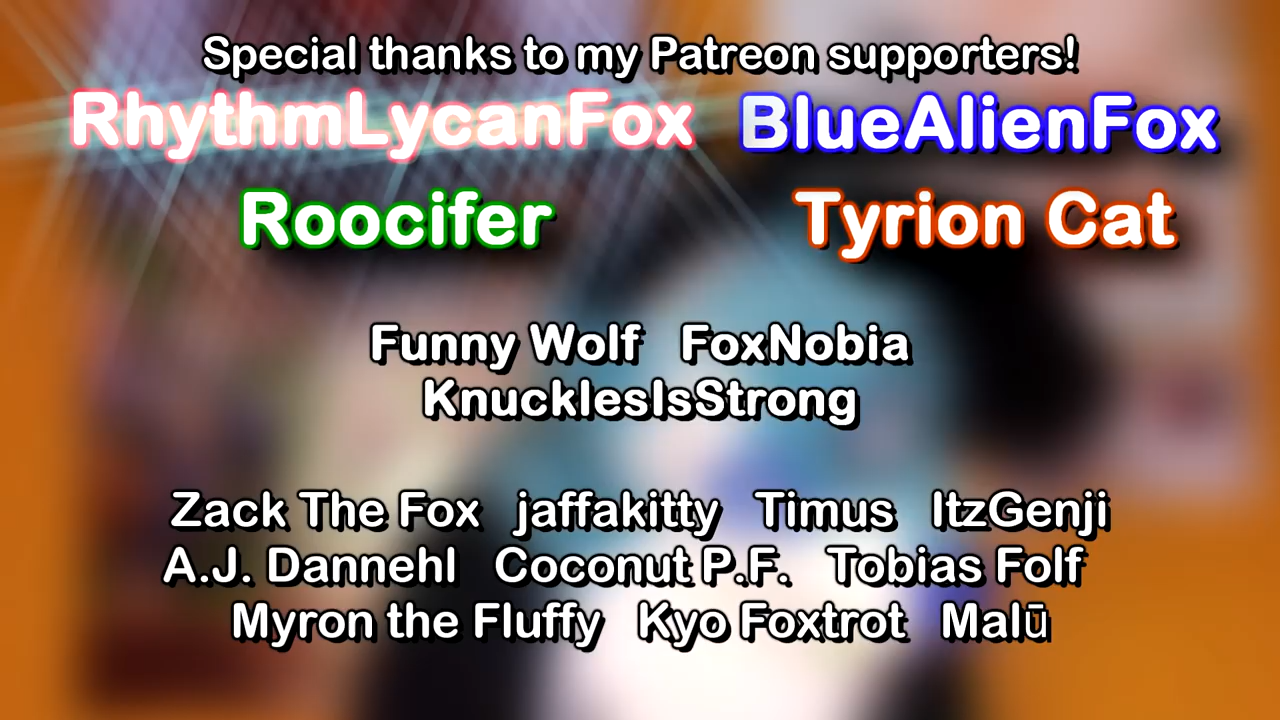 Special thanks to my Patreon supporters!
RhythmLycanFox BlueAlienFox
Roocifer Tyrion Cat
Funny Wolf FoxNobia
KnucklesIsStrong
Zack The Fox jaffakitty Timus ItzGenji
A.J. Dannehl Coconut P.F. Tobias Folf
Myron the Fluffy Kyo Foxtrot Malū